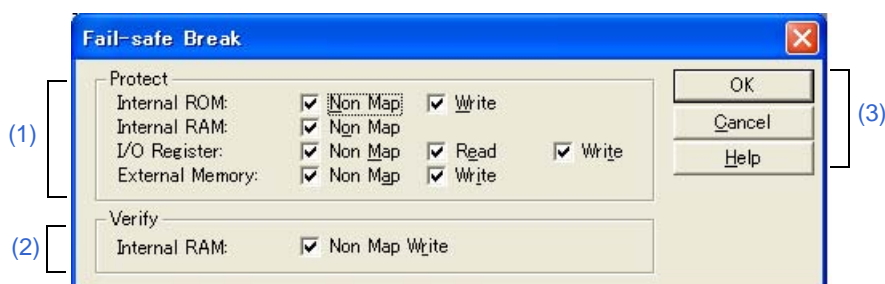 Fail-safe Break
Protect
Internal ROM: Non Map Write
Internal RAM: Non Map
I/O Register: Non Map Read Write
External Memory: Non Map Write
(1)
Verify
Internal RAM: Non Map Write
(2)
OK
Cancel
Help
(3)